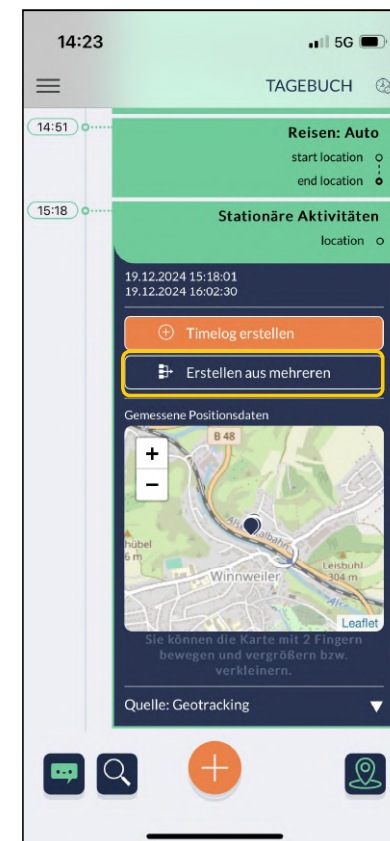 14:23
5G
TAGEBUCH
14:51
Reisen: Auto
start location
end location
15:18
Stationäre Aktivitäten
location
19.12.2024 15:18:01
19.12.2024 16:02:30
Timelog erstellen
Erstellen aus mehreren
Gemessene Positionsdaten
B 48
+
−
hübel
6 m
Winnweiler
Leisbühl
304 m
Leaflet
Sie können die Karte mit 2 Fingern
bewegen und vergrößern bzw.
verkleinern.
Quelle: Geotracking